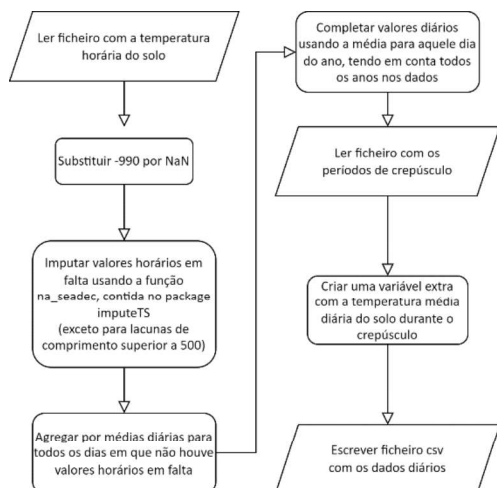 Ler ficheiro com a temperatura
horária do solo
Substituir -990 por NaN
Imputar valores horários em
falta usando a função
na_seadec, contida no package
imputeTS
(exceto para lacunas de
comprimento superior a 500)
Agregar por médias diárias para
todos os dias em que não houve
valores horários em falta
Completar valores diários
usando a média para aquele dia
do ano, tendo em conta todos
os anos nos dados
Ler ficheiro com os
períodos de crepúsculo
Criar uma variável extra
com a temperatura média
diária do solo durante o
crepúsculo
Escrever ficheiro csv
com os dados diários